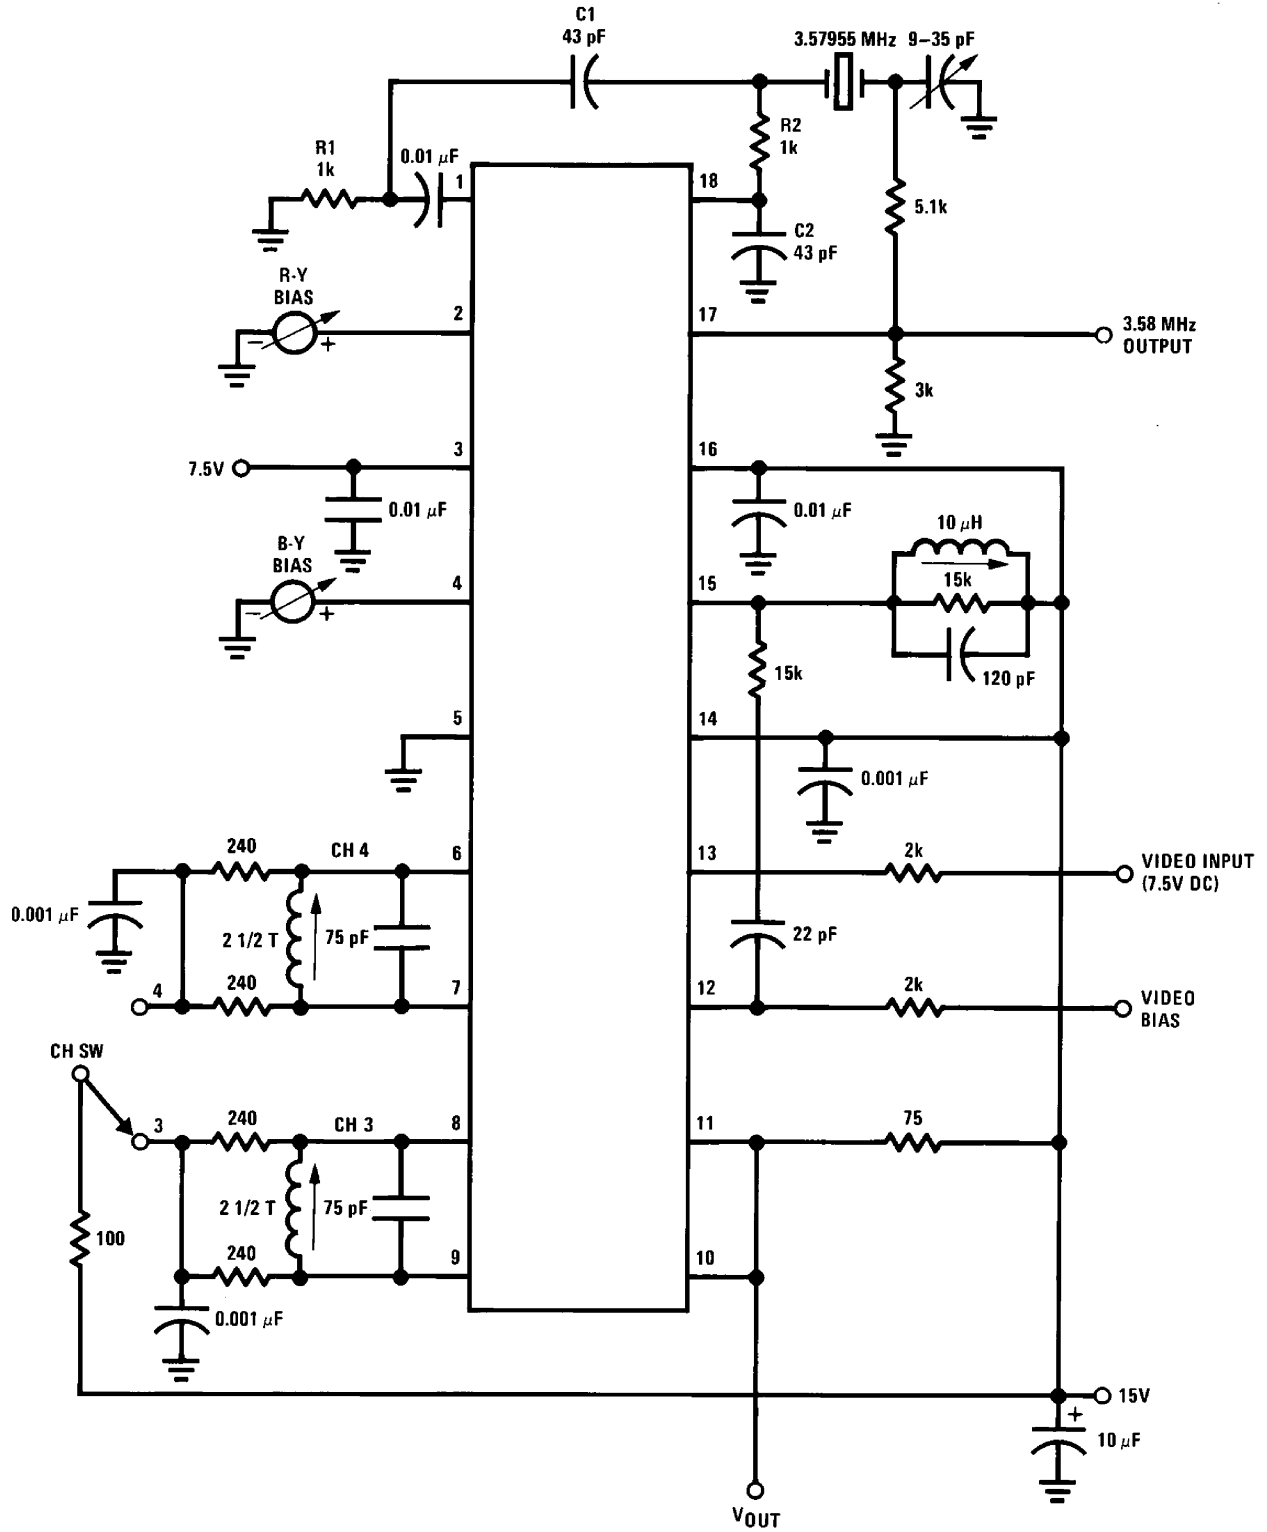 C1
43 pF
3.57955 MHz
9–35 pF
R1
1k
0.01 μF
1
18
R2
1k
5.1k
C2
43 pF
R-Y
BIAS
–
+
2
17
3.58 MHz
OUTPUT
3k
7.5V
3
16
0.01 μF
0.01 μF
10 μH
B-Y
BIAS
–
+
4
15
15k
120 pF
15k
5
14
0.001 μF
240
CH 4
6
13
2k
VIDEO INPUT
(7.5V DC)
0.001 μF
2 1/2 T
75 pF
22 pF
4
240
7
12
2k
VIDEO
BIAS
CH SW
3
240
CH 3
8
11
75
2 1/2 T
75 pF
100
240
9
10
0.001 μF
15V
+
10 μF
VOUT